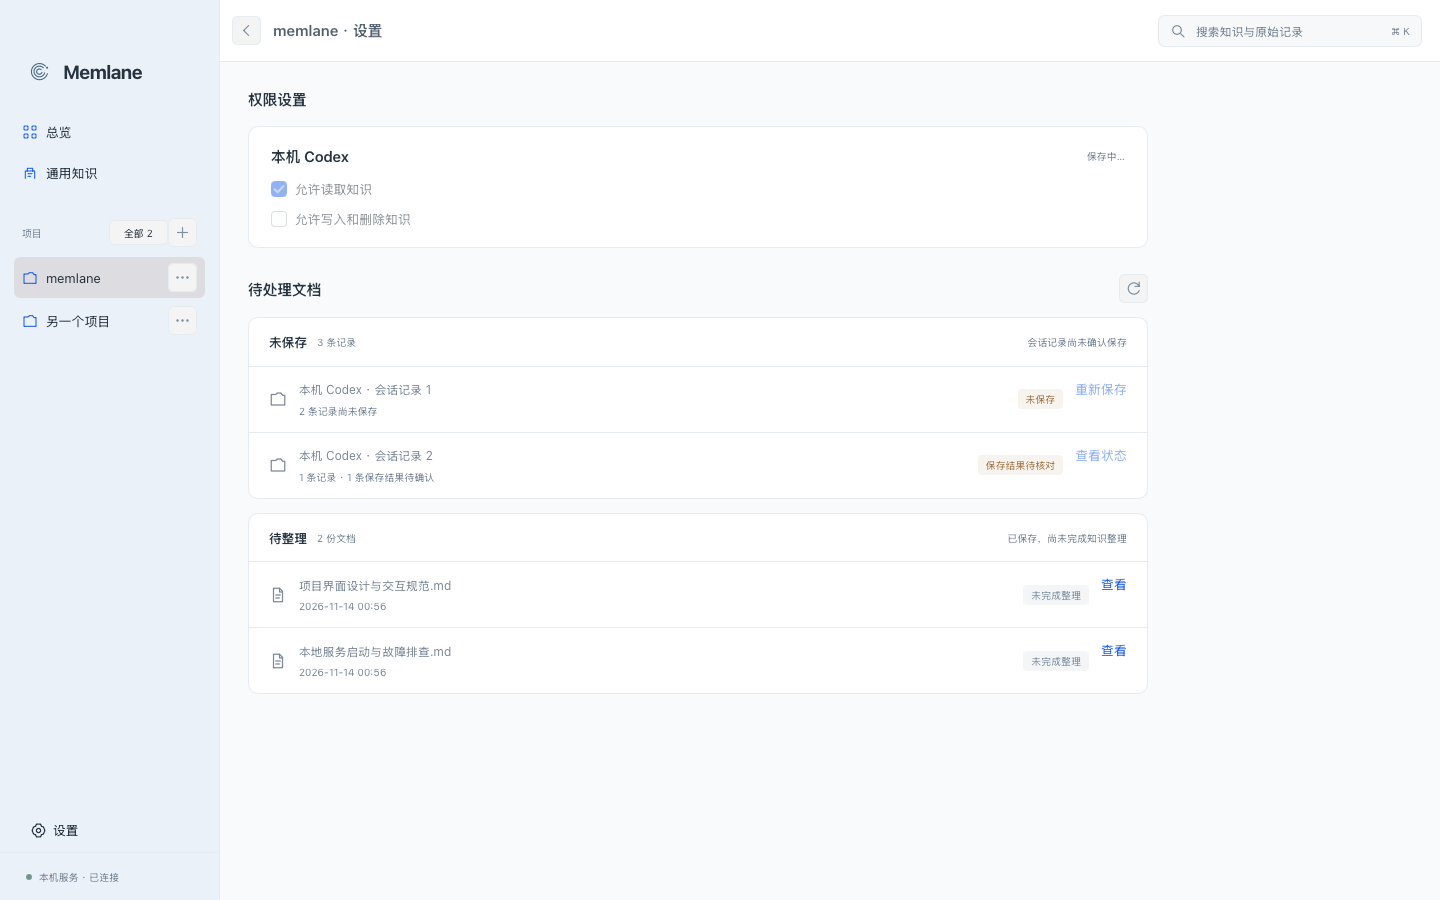 memlane · 设置
搜索知识与原始记录
⌘ K
Memlane
总览
通用知识
项目
全部 2
memlane
另一个项目
设置
本机服务 · 已连接
权限设置
本机 Codex
保存中...
允许读取知识
允许写入和删除知识
待处理文档
未保存 3 条记录
会话记录尚未确认保存
本机 Codex · 会话记录 1
2 条记录尚未保存
未保存
重新保存
本机 Codex · 会话记录 2
1 条记录 · 1 条保存结果待确认
保存结果待核对
查看状态
待整理 2 份文档
已保存，尚未完成知识整理
项目界面设计与交互规范.md
2026-11-14 00:56
未完成整理
查看
本地服务启动与故障排查.md
2026-11-14 00:56
未完成整理
查看